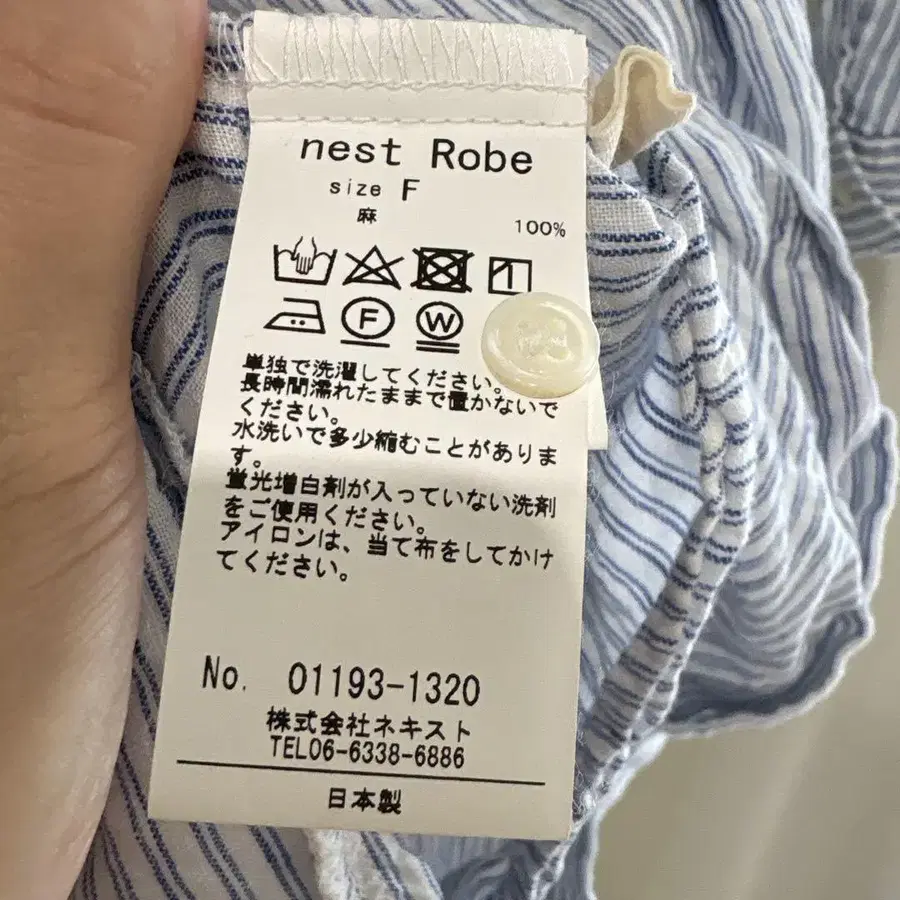 nest Robe
size F
麻 100%
F W
単独で洗濯してください。
長時間濡れたままで置かないで
ください。
水洗いで多少縮むことがありま
す。
蛍光増白剤が入っていない洗剤
をご使用ください。
アイロンは、当て布をしてかけ
てください。
No. 01193-1320
株式会社ネキスト
TEL06-6338-6886
日本製